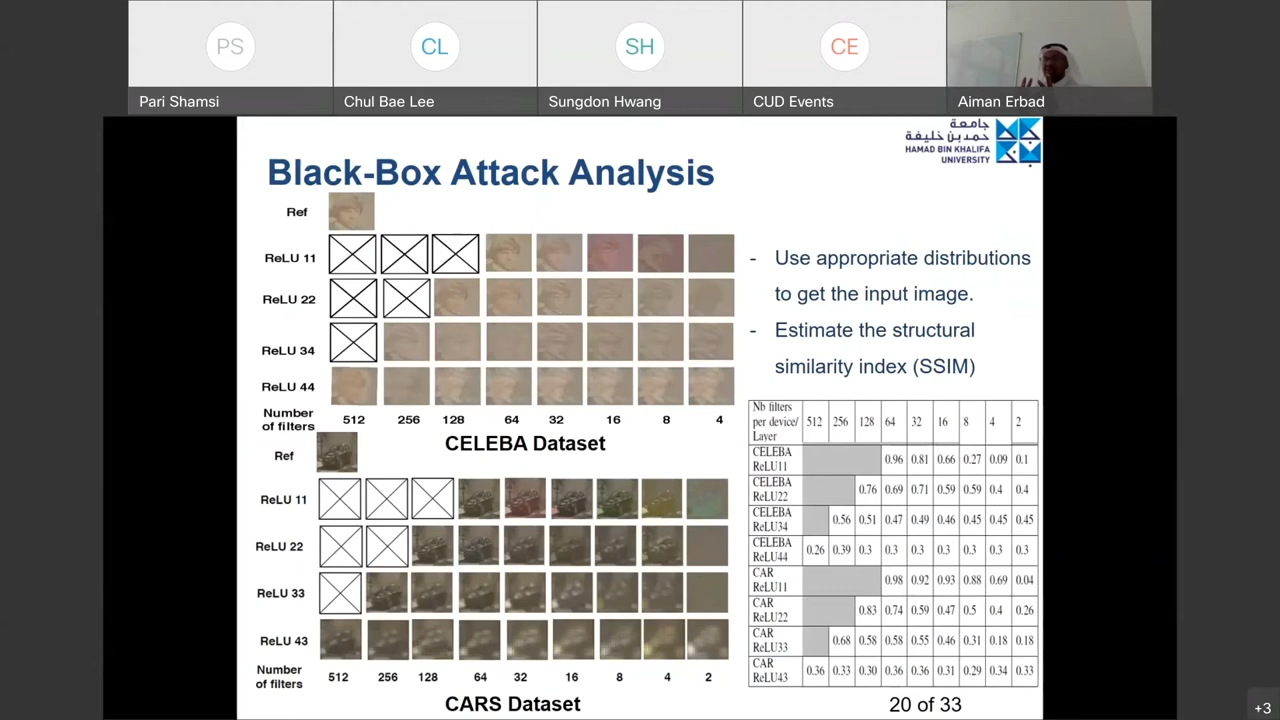 PS
CL
SH
CE
Pari Shamsi
Chul Bae Lee
Sungdon Hwang
CUD Events
Aiman Erbad
جامعة
حمد بن خليفة
HAMAD BIN KHALIFA
UNIVERSITY
Black-Box Attack Analysis
Ref
ReLU 11
ReLU 22
ReLU 34
ReLU 44
Number
of filters
512 256 128 64 32 16 8 4
CELEBA Dataset
Ref
ReLU 11
ReLU 22
ReLU 33
ReLU 43
Number
of filters
512 256 128 64 32 16 8 4 2
CARS Dataset
- Use appropriate distributions
to get the input image.
- Estimate the structural
similarity index (SSIM)
Nb filters
per device/ 512 256 128 64 32 16 8 4 2
Layer
CELEBA
ReLU11 0.96 0.81 0.66 0.27 0.09 0.1
CELEBA
ReLU22 0.76 0.69 0.71 0.59 0.59 0.4 0.4
CELEBA
ReLU34 0.56 0.51 0.47 0.49 0.46 0.45 0.45 0.45
CELEBA
ReLU44 0.26 0.39 0.3 0.3 0.3 0.3 0.3 0.3 0.3
CAR
ReLU11 0.98 0.92 0.93 0.88 0.69 0.04
CAR
ReLU22 0.83 0.74 0.59 0.47 0.5 0.4 0.26
CAR
ReLU33 0.68 0.58 0.58 0.55 0.46 0.31 0.18 0.18
CAR
ReLU43 0.36 0.33 0.30 0.36 0.36 0.31 0.29 0.34 0.33
20 of 33
+3